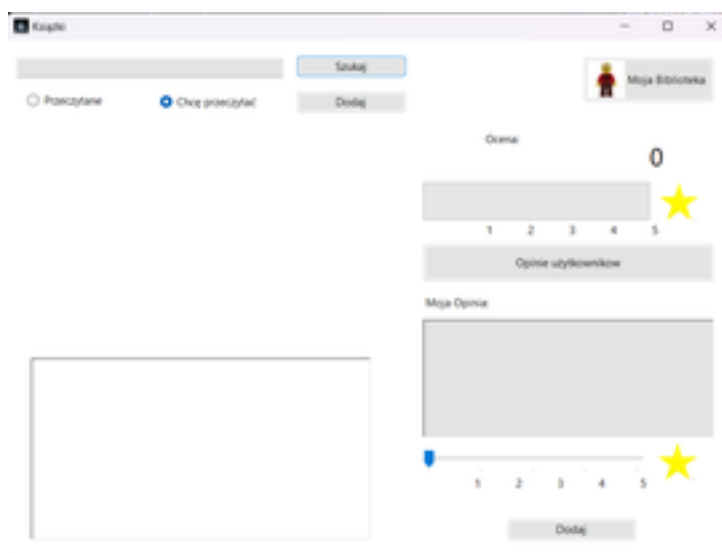 Książki
Szukaj
Moja Biblioteka
Przeczytane
Chcę przeczytać
Dodaj
Ocena:
0
1 2 3 4 5
Opinie użytkownikow
Moja Opinia:
1 2 3 4 5
Dodaj